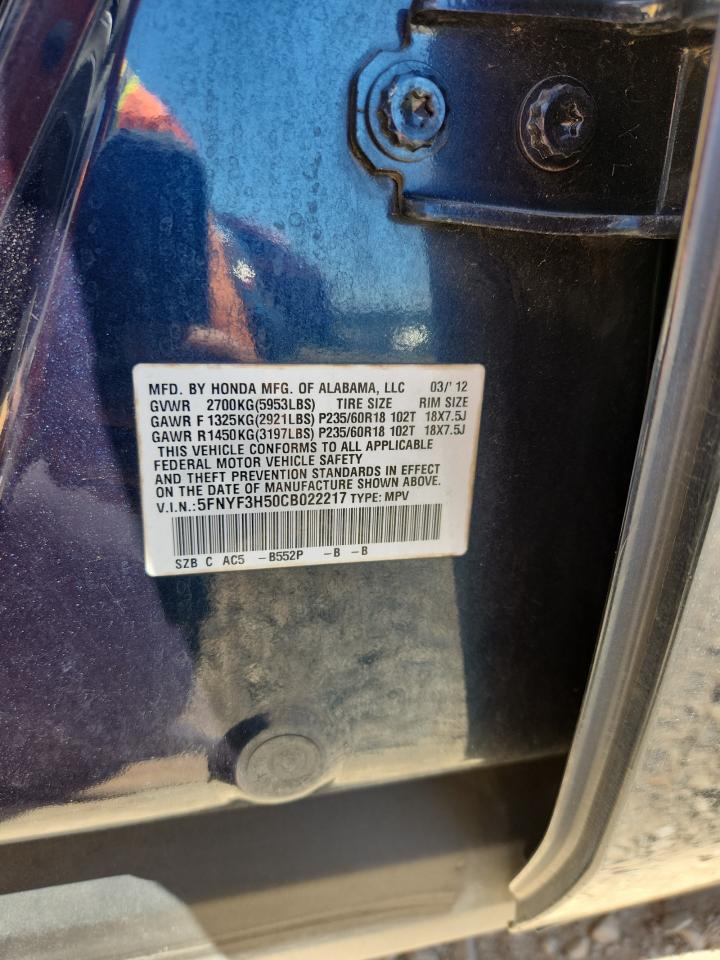 MFD. BY HONDA MFG. OF ALABAMA, LLC 03/'12
GVWR 2700KG(5953LBS) TIRE SIZE RIM SIZE
GAWR F 1325KG(2921LBS) P235/60R18 102T 18X7.5J
GAWR R1450KG(3197LBS) P235/60R18 102T 18X7.5J
THIS VEHICLE CONFORMS TO ALL APPLICABLE
FEDERAL MOTOR VEHICLE SAFETY
AND THEFT PREVENTION STANDARDS IN EFFECT
ON THE DATE OF MANUFACTURE SHOWN ABOVE.
V.I.N.:5FNYF3H50CB022217 TYPE: MPV
SZB C AC5 -B552P -B -B